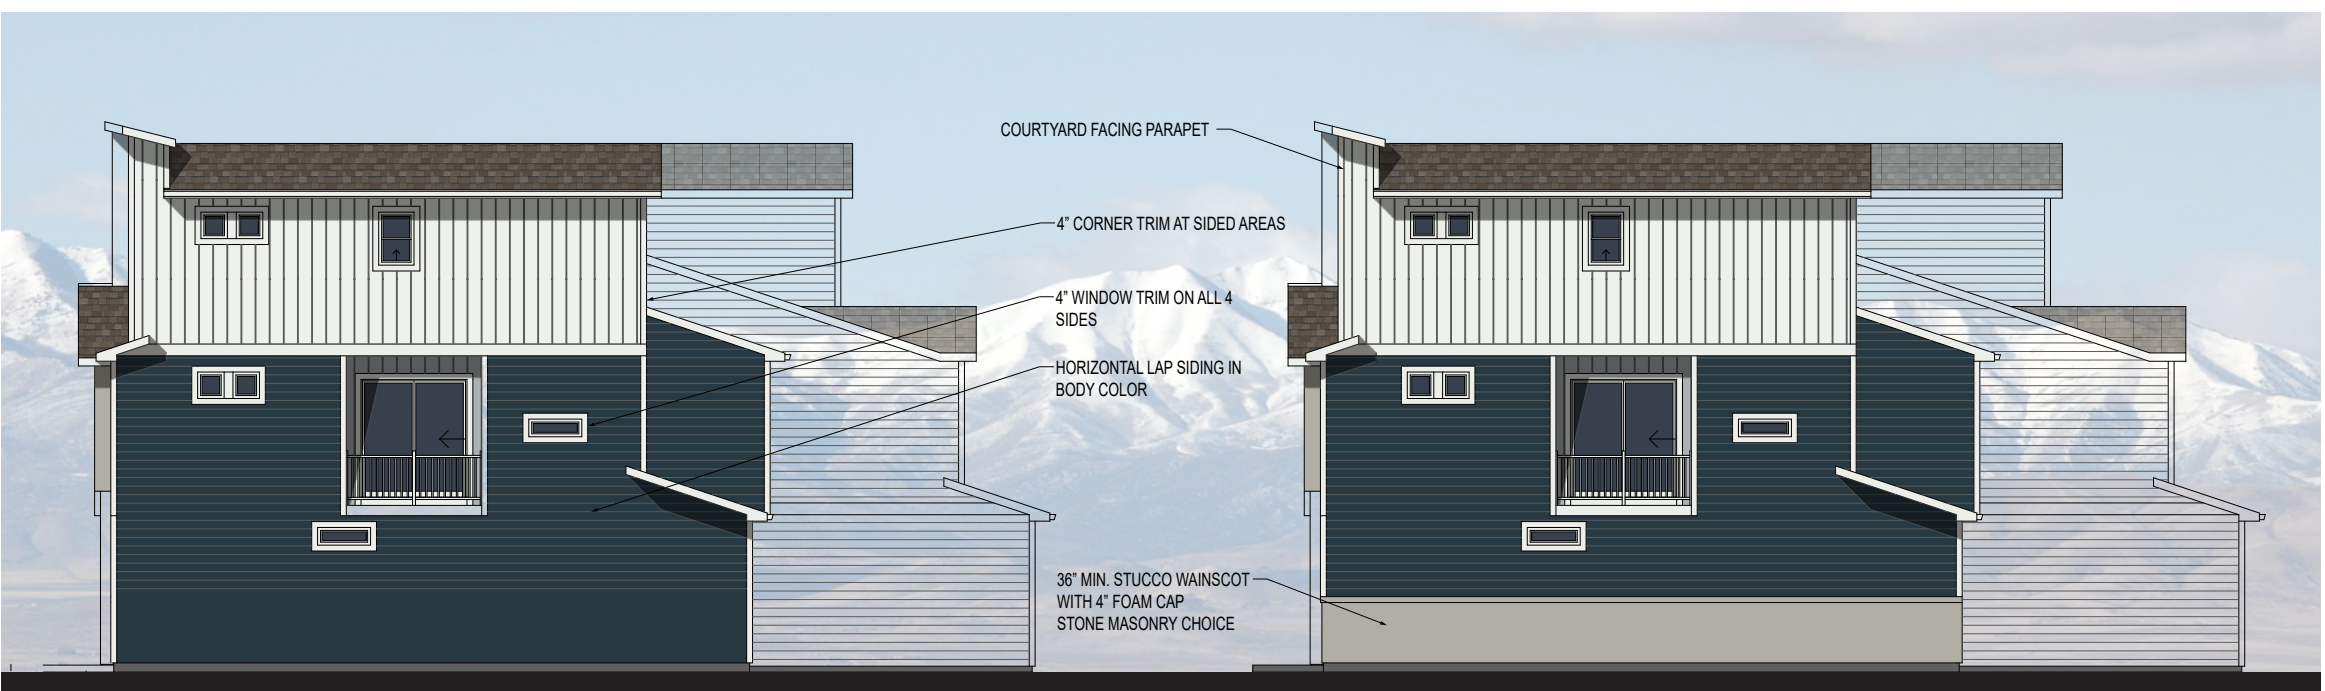 COURTYARD FACING PARAPET
4” CORNER TRIM AT SIDED AREAS
4” WINDOW TRIM ON ALL 4
SIDES
HORIZONTAL LAP SIDING IN
BODY COLOR
36” MIN. STUCCO WAINSCOT
WITH 4” FOAM CAP
STONE MASONRY CHOICE